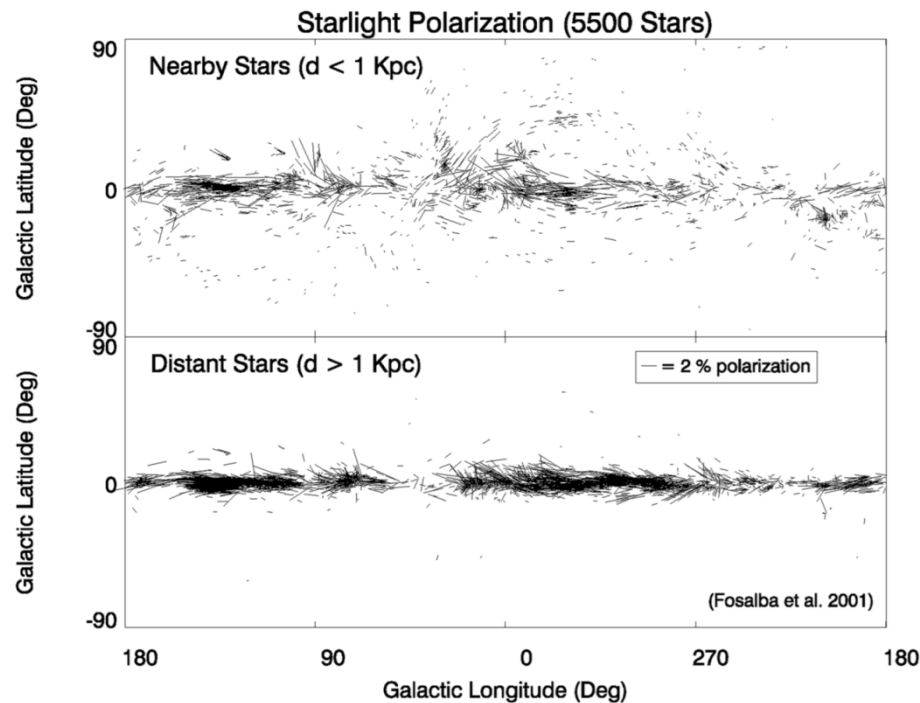 Starlight Polarization (5500 Stars)
90
Nearby Stars (d < 1 Kpc)
Galactic Latitude (Deg)
0
-90
90
Distant Stars (d > 1 Kpc)
— = 2 % polarization
Galactic Latitude (Deg)
0
(Fosalba et al. 2001)
-90
180 90 0 270 180
Galactic Longitude (Deg)